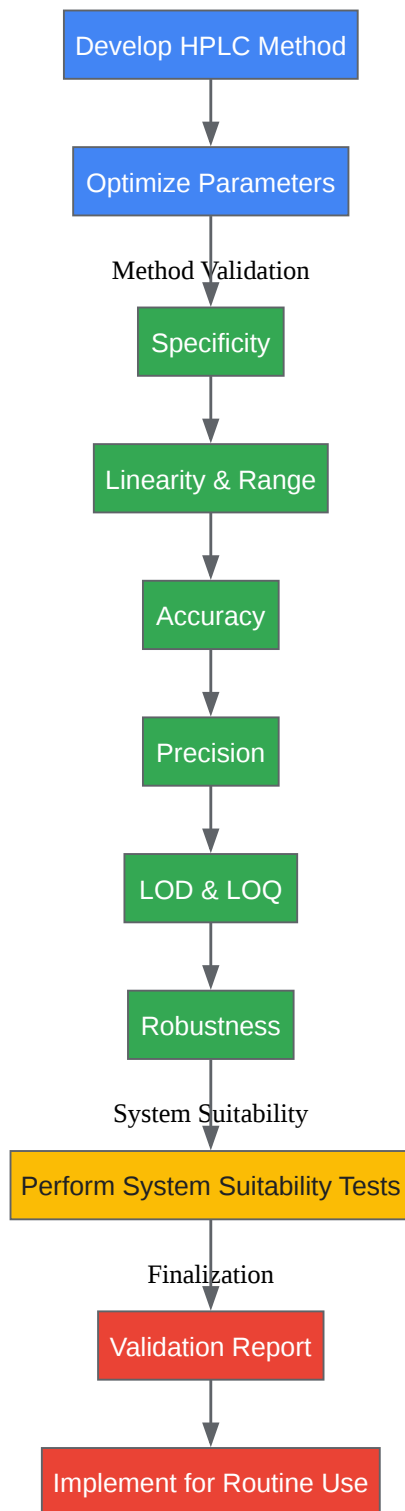 Develop HPLC Method
Optimize Parameters
Method Validation
Specificity
Linearity & Range
Accuracy
Precision
LOD & LOQ
Robustness
System Suitability
Perform System Suitability Tests
Finalization
Validation Report
Implement for Routine Use